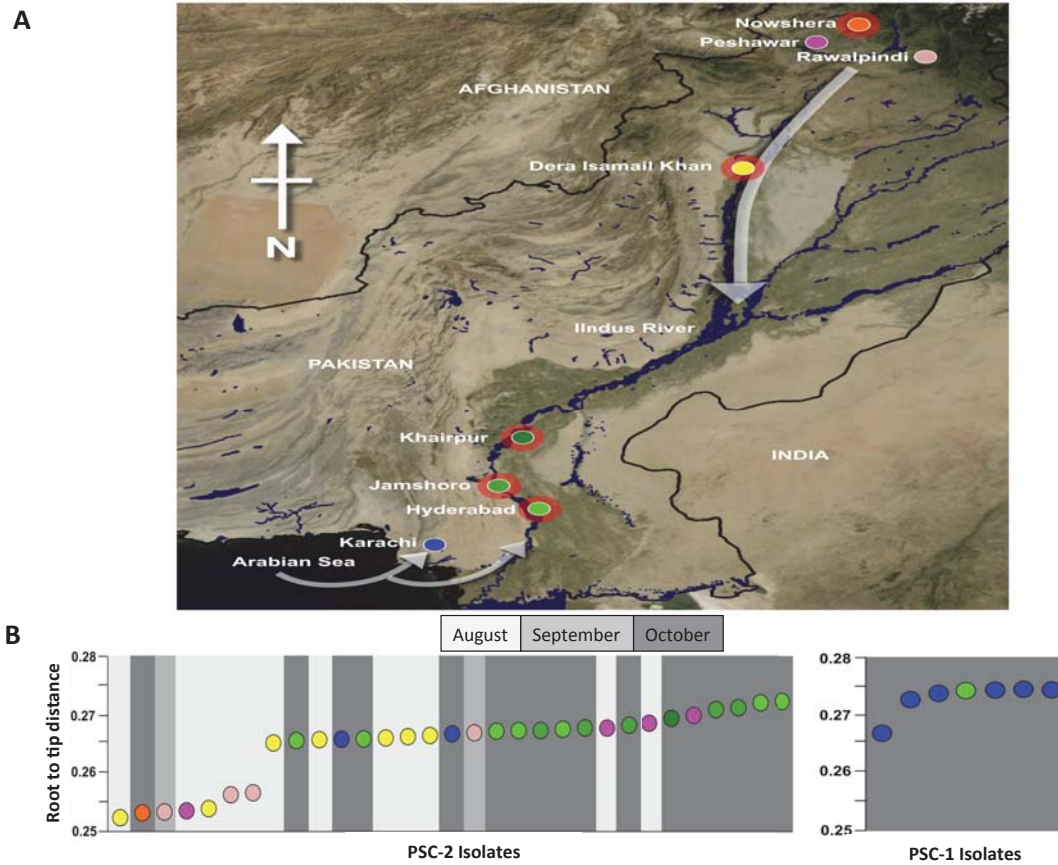 A
Nowshera
Peshawar
Rawalpindi
AFGHANISTAN
Dera Isamail Khan
N
IIndus River
PAKISTAN
Khairpur
INDIA
Jamshoro
Hyderabad
Karachi
Arabian Sea
B
August September October
Root to tip distance
0.28
0.27
0.26
0.25
PSC-2 Isolates
0.28
0.27
0.26
0.25
PSC-1 Isolates